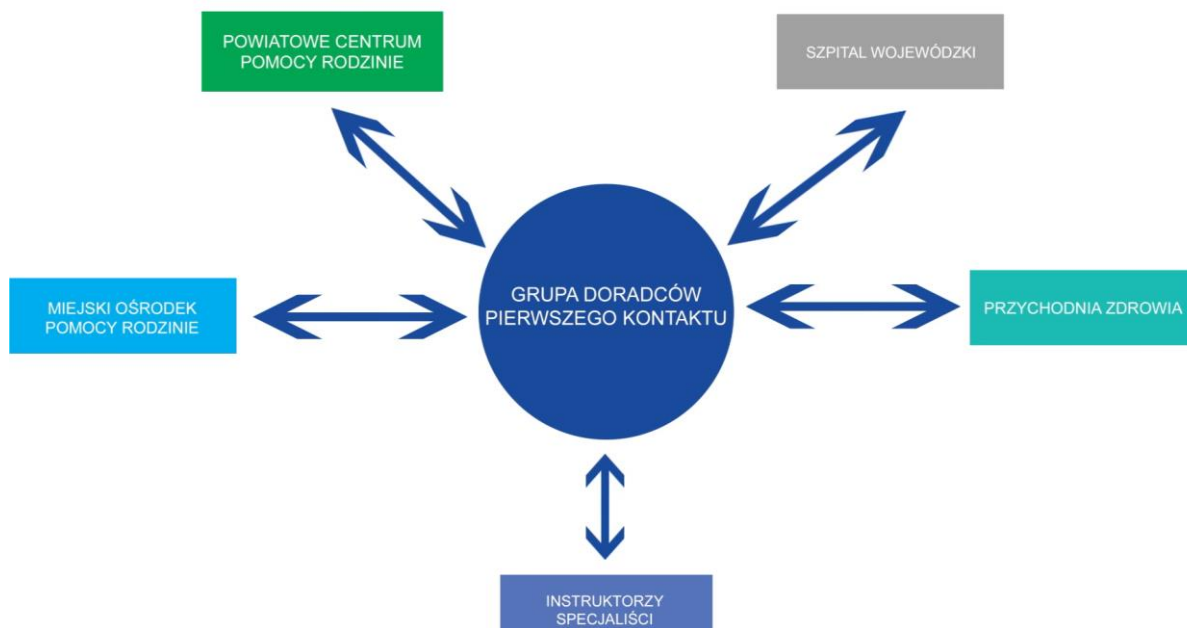 POWIATOWE CENTRUM
POMOCY RODZINIE
SZPITAL WOJEWÓDZKI
MIEJSKI OŚRODEK
POMOCY RODZINIE
GRUPA DORADCÓW
PIERWSZEGO KONTAKTU
PRZYCHODNIA ZDROWIA
INSTRUKTORZY
SPECJALIŚCI